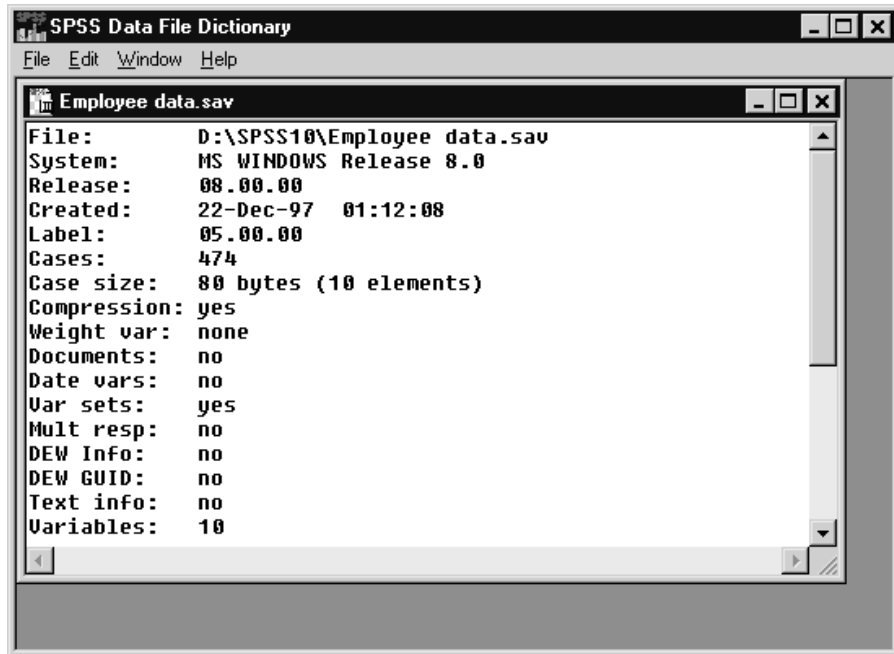 SPSS Data File Dictionary
File Edit Window Help
Employee data.sav
File: D:\SPSS10\Employee data.sav
System: MS WINDOWS Release 8.0
Release: 08.00.00
Created: 22-Dec-97 01:12:08
Label: 05.00.00
Cases: 474
Case size: 80 bytes (10 elements)
Compression: yes
Weight var: none
Documents: no
Date vars: no
Var sets: yes
Mult resp: no
DEW Info: no
DEW GUID: no
Text info: no
Variables: 10